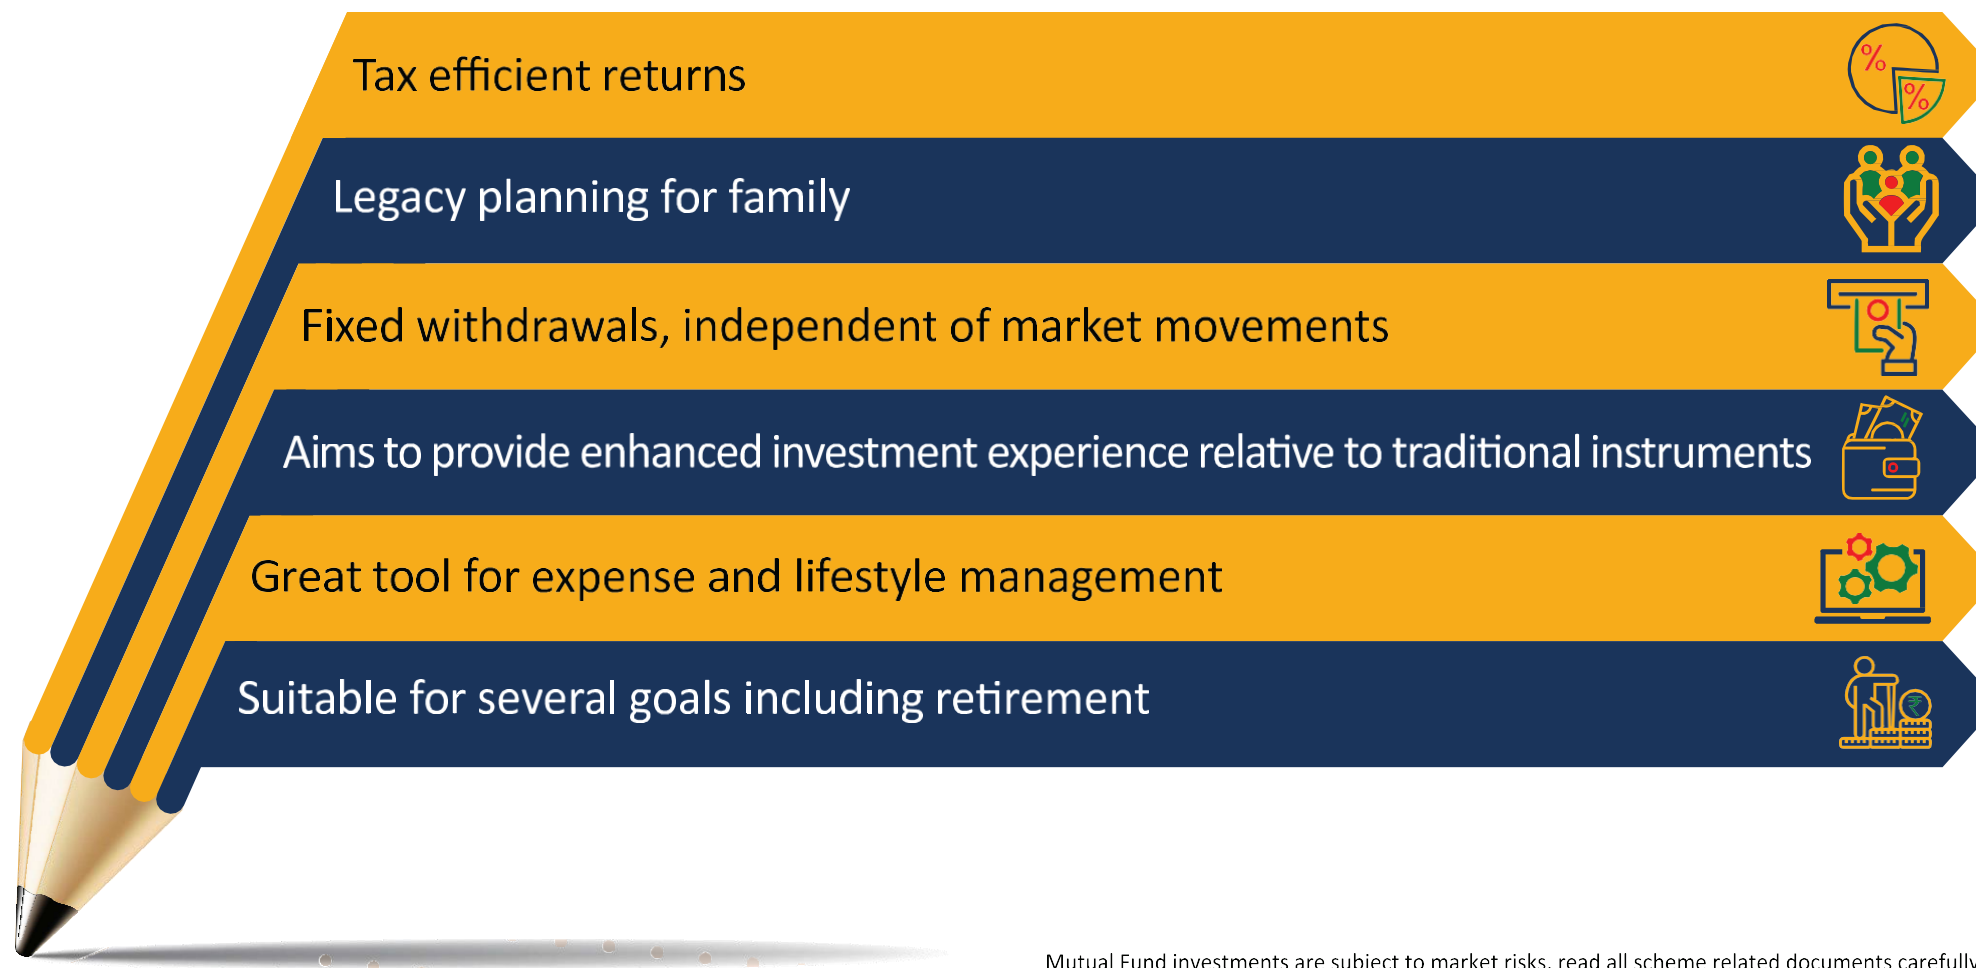 Tax efficient returns
%
%
Legacy planning for family
Fixed withdrawals, independent of market movements
Aims to provide enhanced investment experience relative to traditional instruments
Great tool for expense and lifestyle management
Suitable for several goals including retirement
₹
Mutual Fund investments are subject to market risks, read all scheme related documents carefully